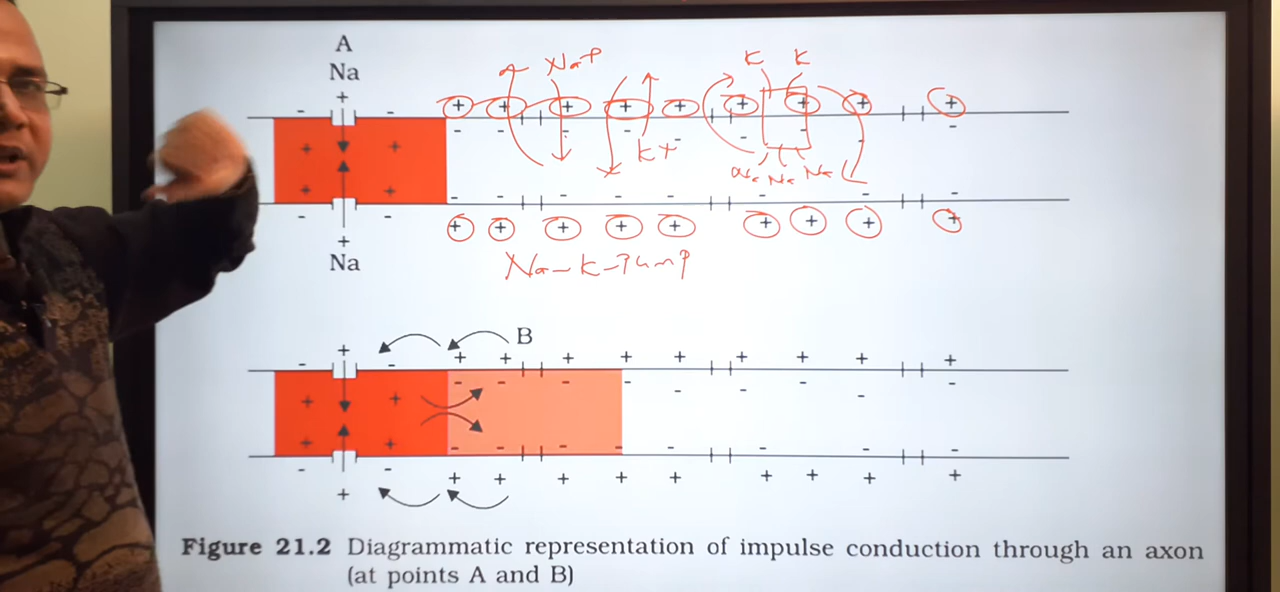 A
Na
Na+
K K
K+
Na Na Na
Na
Na-K-Pump
B
Figure 21.2 Diagrammatic representation of impulse conduction through an axon
(at points A and B)